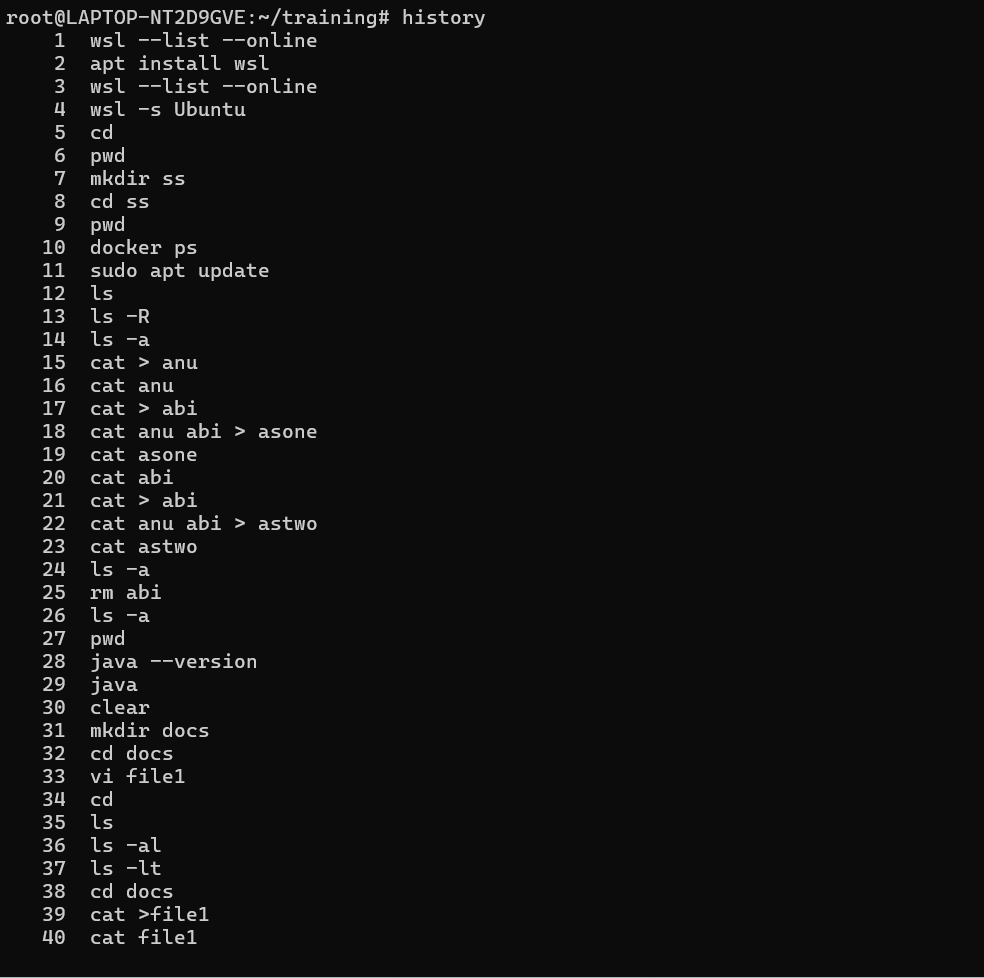 root@LAPTOP-NT2D9GVE:~/training# history
    1  wsl --list --online
    2  apt install wsl
    3  wsl --list --online
    4  wsl -s Ubuntu
    5  cd
    6  pwd
    7  mkdir ss
    8  cd ss
    9  pwd
   10  docker ps
   11  sudo apt update
   12  ls
   13  ls -R
   14  ls -a
   15  cat > anu
   16  cat anu
   17  cat > abi
   18  cat anu abi > asone
   19  cat asone
   20  cat abi
   21  cat > abi
   22  cat anu abi > astwo
   23  cat astwo
   24  ls -a
   25  rm abi
   26  ls -a
   27  pwd
   28  java --version
   29  java
   30  clear
   31  mkdir docs
   32  cd docs
   33  vi file1
   34  cd
   35  ls
   36  ls -al
   37  ls -lt
   38  cd docs
   39  cat >file1
   40  cat file1